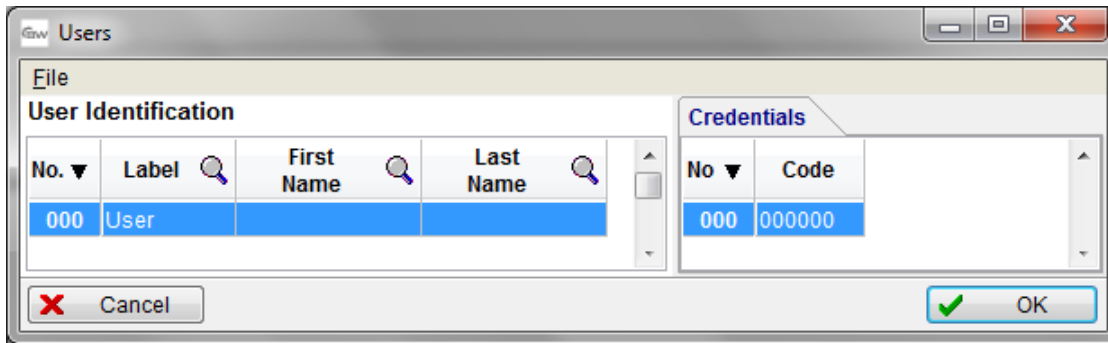 Users
File
User Identification
Credentials
No. Label First Name Last Name
No Code
000 User
000 000000
Cancel
OK